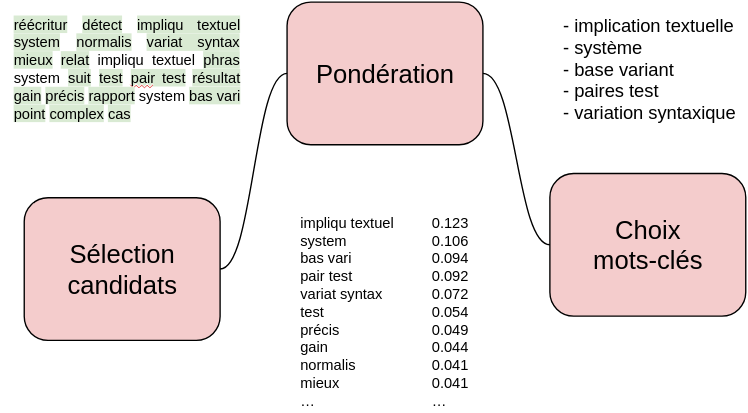 réécritur détect impliqu textuel
system normalis variat syntax
mieux relat impliqu textuel phras
system suit test pair test résultat
gain précis rapport system bas vari
point complex cas
Sélection
candidats
Pondération
impliqu textuel 0.123
system 0.106
bas vari 0.094
pair test 0.092
variat syntax 0.072
test 0.054
précis 0.049
gain 0.044
normalis 0.041
mieux 0.041
... ...
- implication textuelle
- système
- base variant
- paires test
- variation syntaxique
Choix
mots-clés